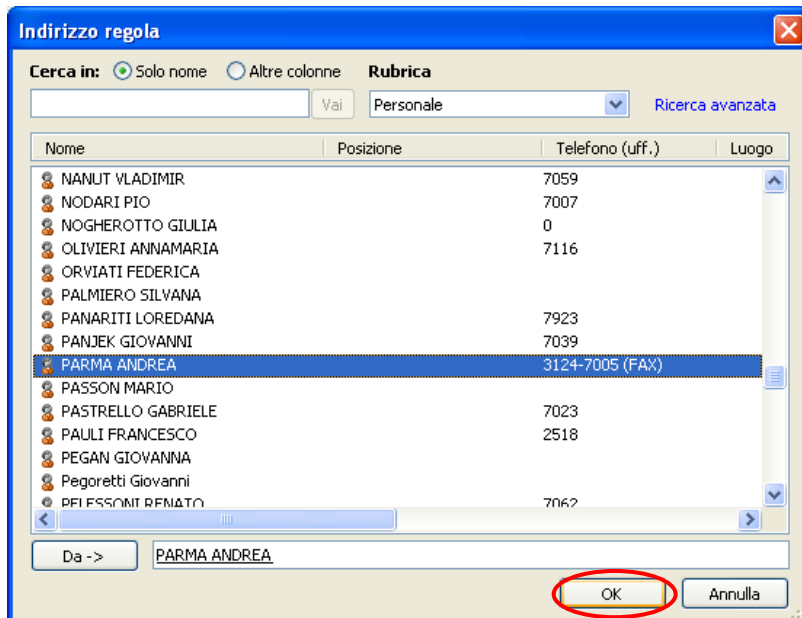 Indirizzo regola
Cerca in: Solo nome Altre colonne Rubrica
Vai Personale Ricerca avanzata
Nome Posizione Telefono (uff.) Luogo
NANUT VLADIMIR 7059
NODARI PIO 7007
NOGHEROTTO GIULIA 0
OLIVIERI ANNAMARIA 7116
ORVIATI FEDERICA
PALMIERO SILVANA
PANARITI LOREDANA 7923
PANJEK GIOVANNI 7039
PARMA ANDREA 3124-7005 (FAX)
PASSON MARIO
PASTRELLO GABRIELE 7023
PAULI FRANCESCO 2518
PEGAN GIOVANNA
Pegoretti Giovanni
PELESSONI RENATO 7062
Da -> PARMA ANDREA
OK Annulla